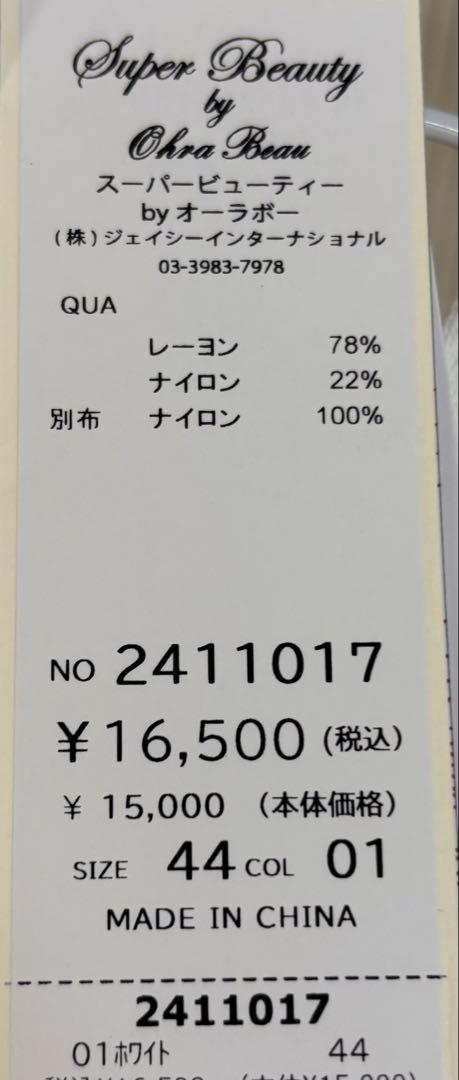 Super Beauty
by
Ohra Beau
スーパービューティー
by オーラボー
(株)ジェイシーインターナショナル
03-3983-7978
QUA
レーヨン 78%
ナイロン 22%
別布 ナイロン 100%
NO 2411017
¥16,500 (税込)
¥ 15,000 (本体価格)
SIZE 44 COL 01
MADE IN CHINA
2411017
01ホワイト 44